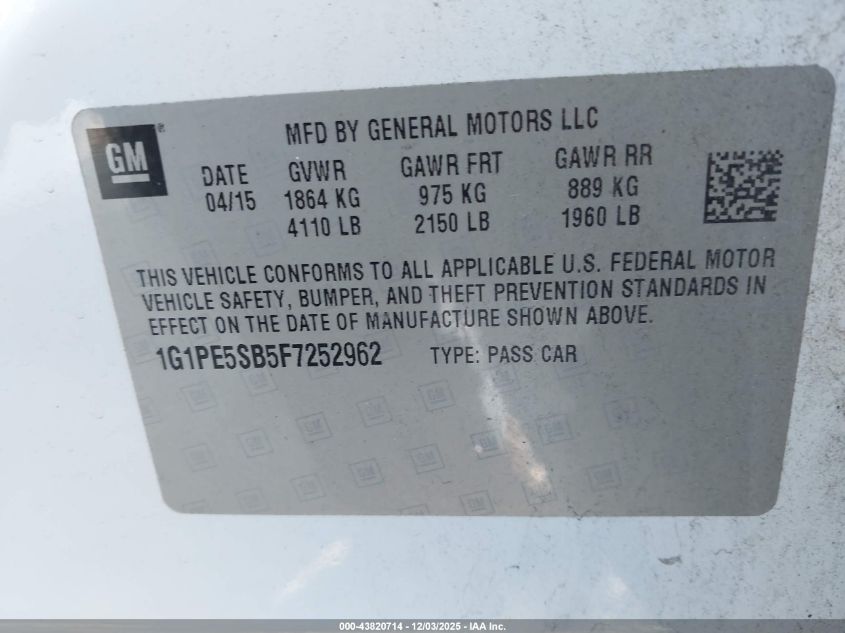 GM ®
MFD BY GENERAL MOTORS LLC
DATE GVWR GAWR FRT GAWR RR
04/15 1864 KG 975 KG 889 KG
4110 LB 2150 LB 1960 LB
THIS VEHICLE CONFORMS TO ALL APPLICABLE U.S. FEDERAL MOTOR
VEHICLE SAFETY, BUMPER, AND THEFT PREVENTION STANDARDS IN
EFFECT ON THE DATE OF MANUFACTURE SHOWN ABOVE.
1G1PE5SB5F7252962 TYPE: PASS CAR
000-43820714 - 12/03/2025 - IAA Inc.